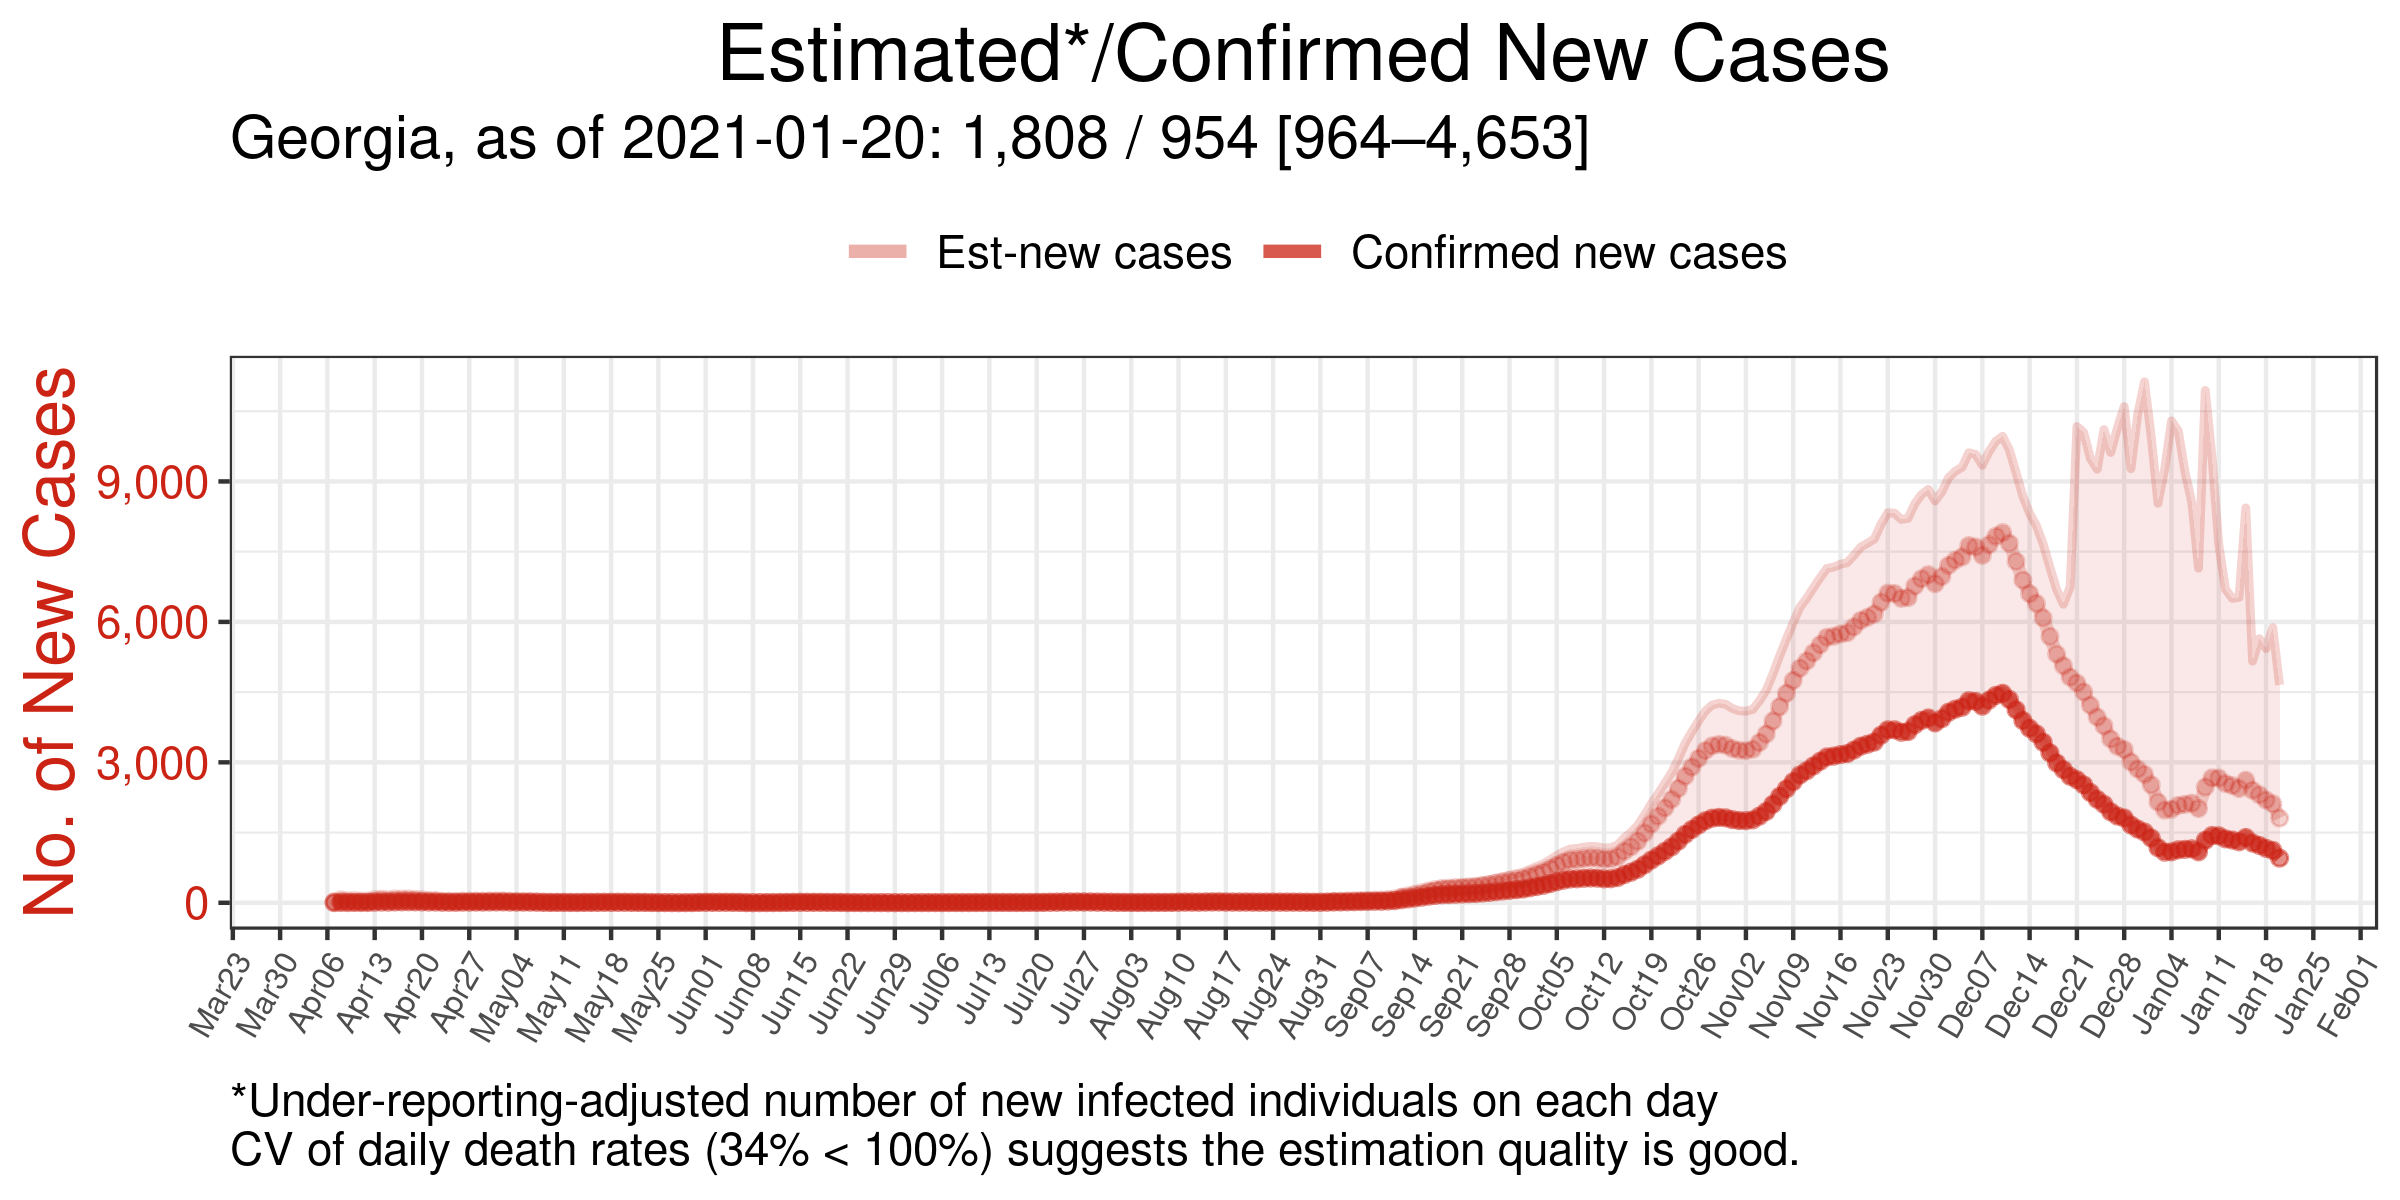 Estimated*/Confirmed New Cases
Georgia, as of 2021-01-20: 1,808 / 954 [964–4,653]
Est-new cases
Confirmed new cases
No. of New Cases
9,000
6,000
3,000
0
Mar23
Mar30
Apr06
Apr13
Apr20
Apr27
May04
May11
May18
May25
Jun01
Jun08
Jun15
Jun22
Jun29
Jul06
Jul13
Jul20
Jul27
Aug03
Aug10
Aug17
Aug24
Aug31
Sep07
Sep14
Sep21
Sep28
Oct05
Oct12
Oct19
Oct26
Nov02
Nov09
Nov16
Nov23
Nov30
Dec07
Dec14
Dec21
Dec28
Jan04
Jan11
Jan18
Jan25
Feb01
*Under-reporting-adjusted number of new infected individuals on each day
CV of daily death rates (34% < 100%) suggests the estimation quality is good.